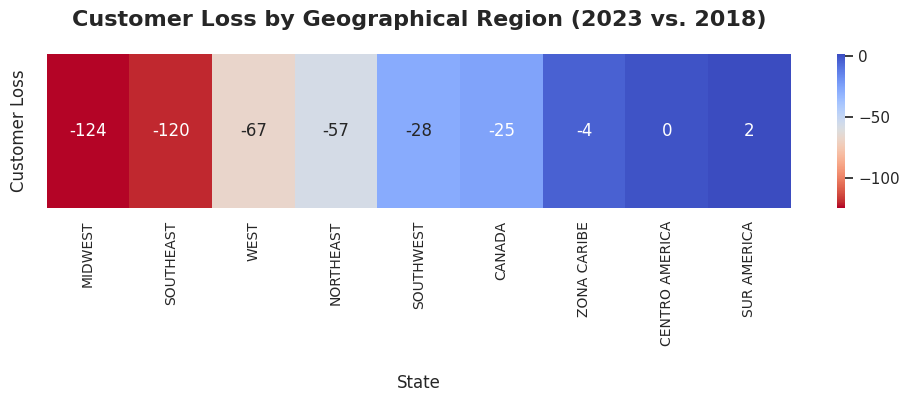 Customer Loss by Geographical Region (2023 vs. 2018)
Customer Loss
-124 -120 -67 -57 -28 -25 -4 0 2
MIDWEST
SOUTHEAST
WEST
NORTHEAST
SOUTHWEST
CANADA
ZONA CARIBE
CENTRO AMERICA
SUR AMERICA
State
0
−50
−100